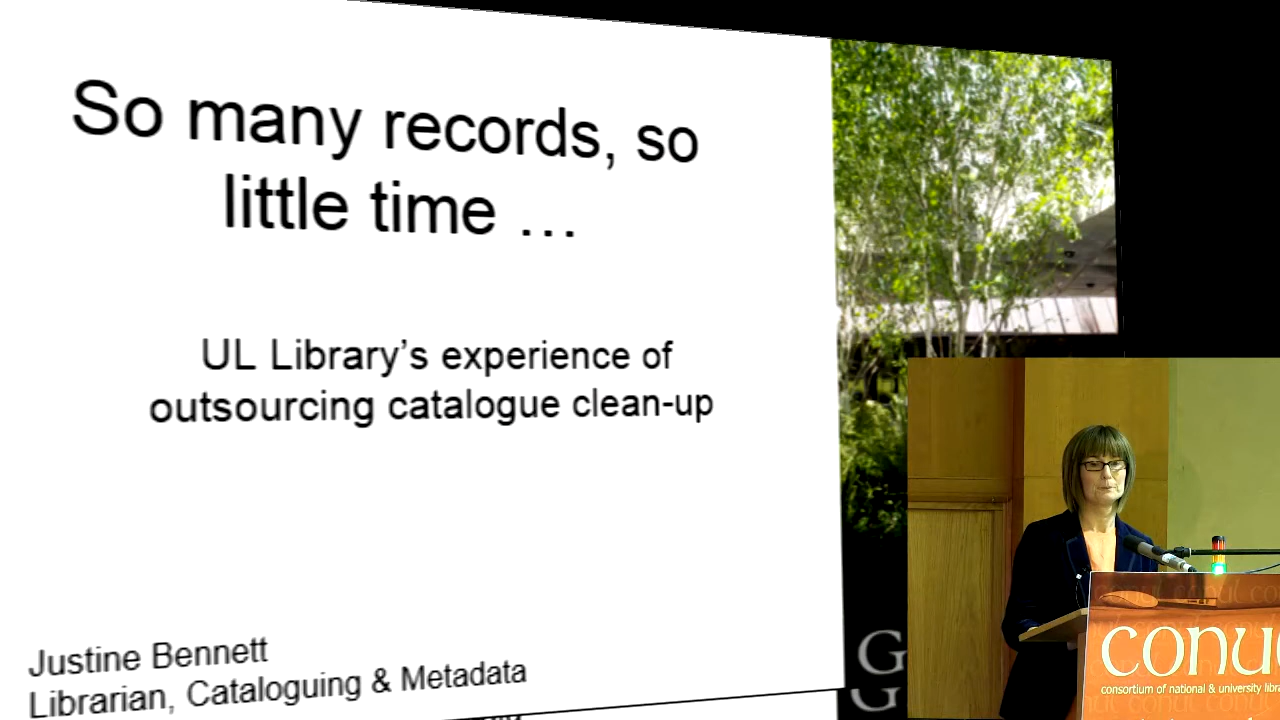 So many records, so
little time …
UL Library’s experience of
outsourcing catalogue clean-up
Justine Bennett
Librarian, Cataloguing & Metadata
G
G
conu
consortium of national & university libra